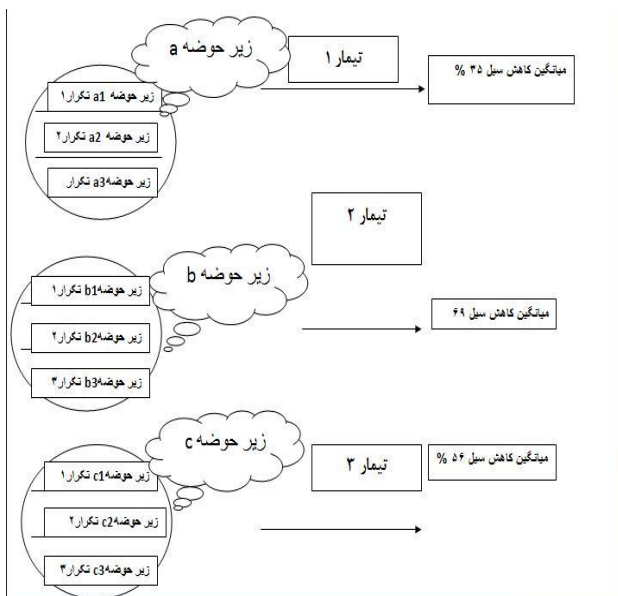 زیر حوضه a
تیمار ۱
میانگین کاهش سیل ۳۵ %
زیر حوضه a1 تکرار۱
زیر حوضه a2 تکرار۲
زیر حوضه a3 تکرار
تیمار ۲
زیر حوضه b
زیر حوضه b1 تکرار۱
میانگین کاهش سیل ۶۹
زیر حوضه b2 تکرار۲
زیر حوضه b3 تکرار۳
زیر حوضه c
تیمار ۳
میانگین کاهش سیل ۵۶ %
زیر حوضه c1 تکرار۱
زیر حوضه c2 تکرار۲
زیر حوضه c3 تکرار۳